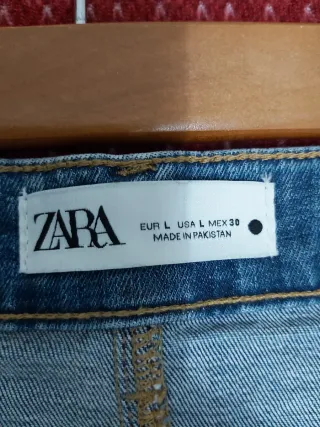 ZARA
EUR L USA L MEX 30
MADE IN PAKISTAN